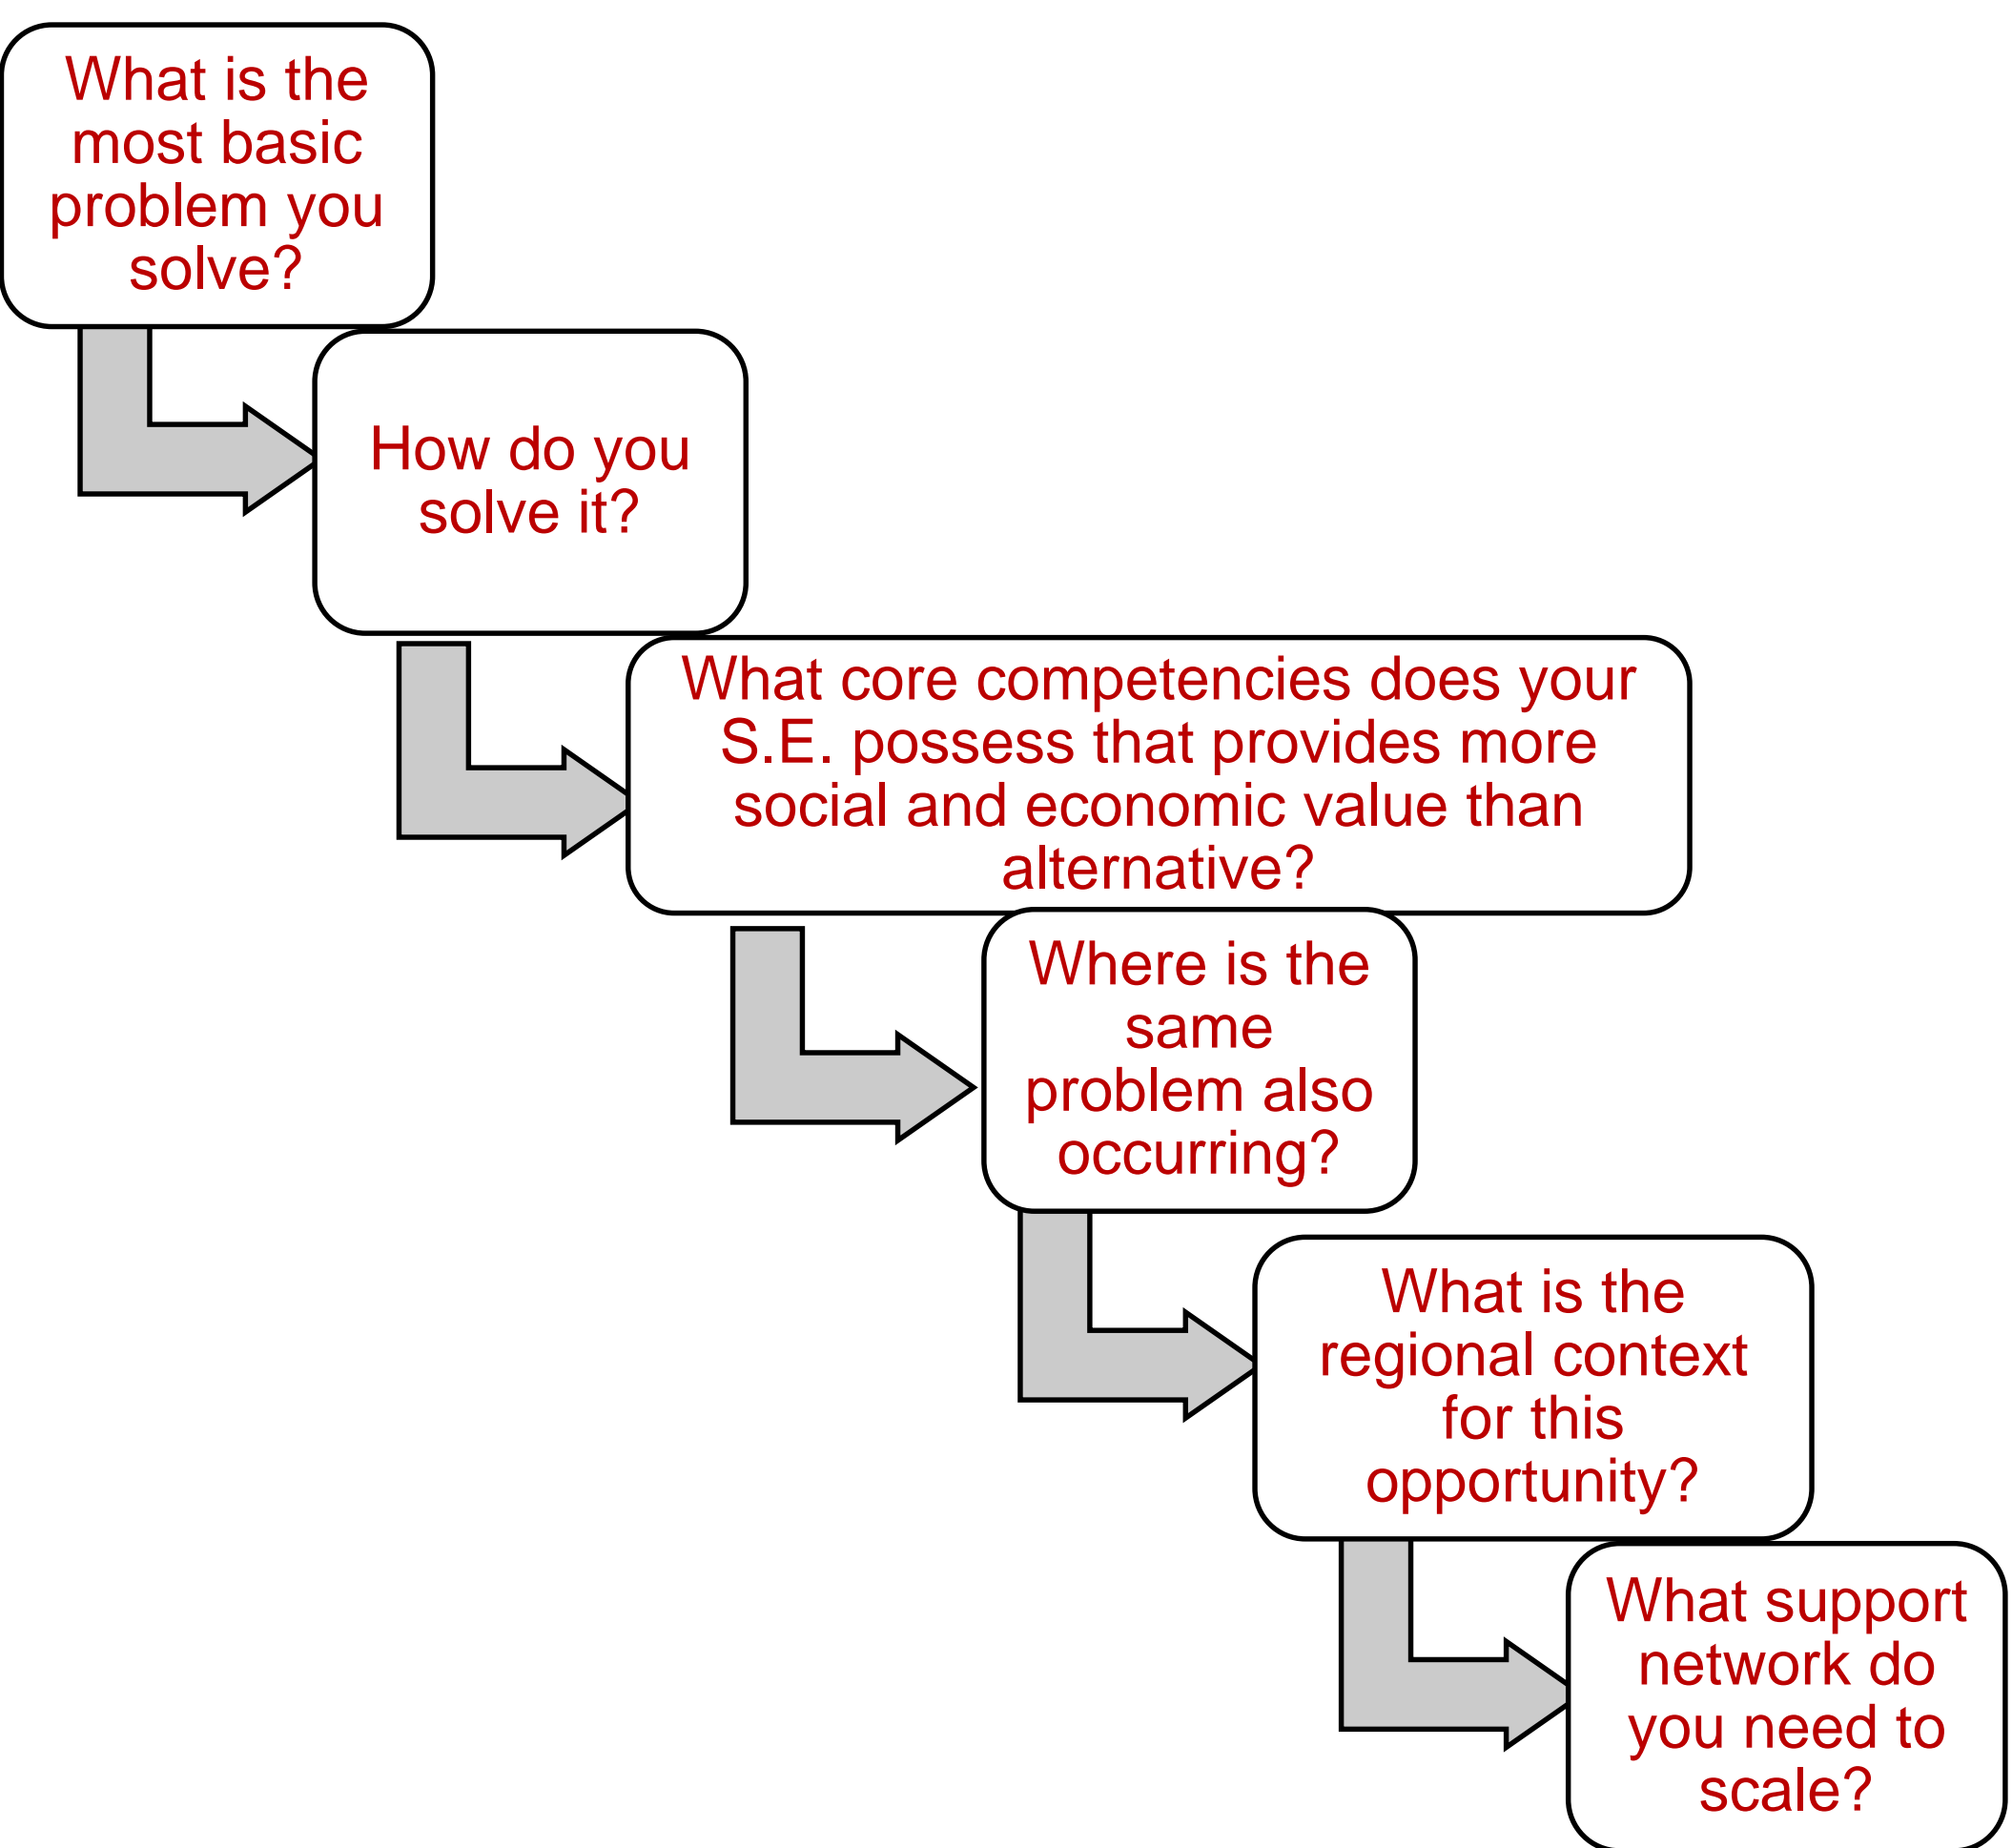 What is the
most basic
problem you
solve?
How do you
solve it?
What core competencies does your
S.E. possess that provides more
social and economic value than
alternative?
Where is the
same
problem also
occurring?
What is the
regional context
for this
opportunity?
What support
network do
you need to
scale?